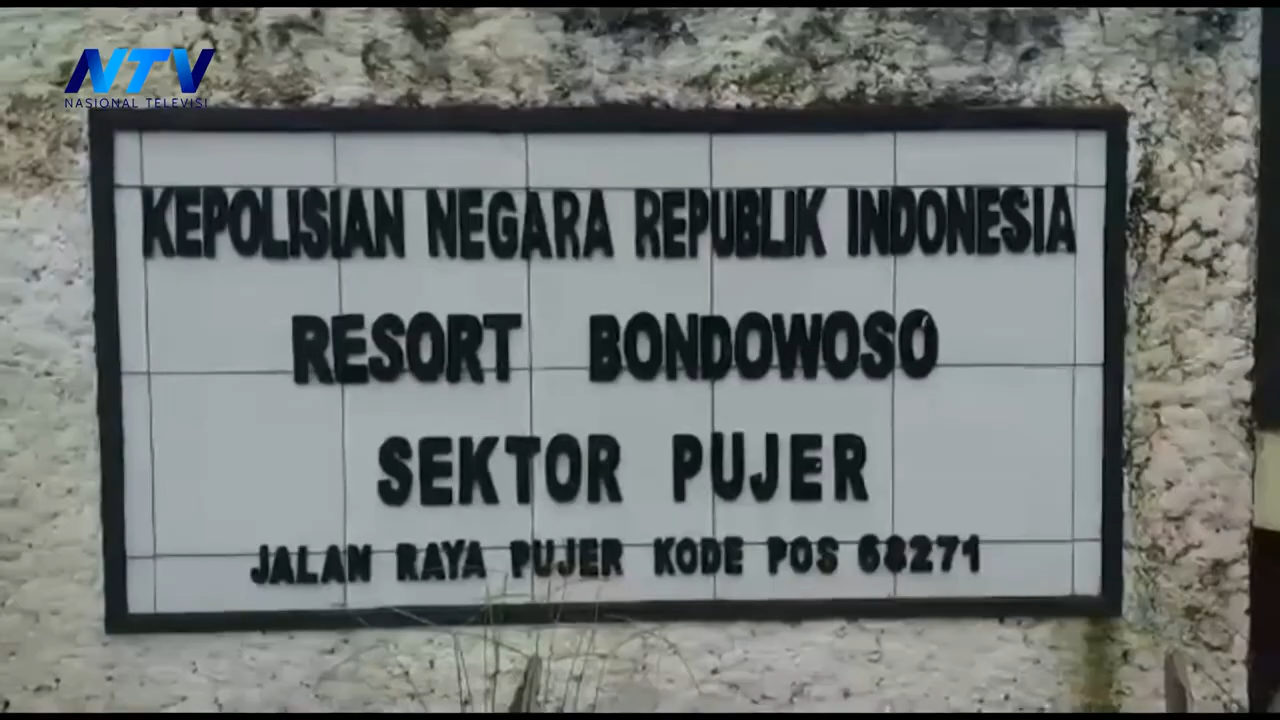 NTV
NASIONAL TELEVISI
KEPOLISIAN NEGARA REPUBLIK INDONESIA
RESORT BONDOWOSO
SEKTOR PUJER
JALAN RAYA PUJER KODE POS 68271